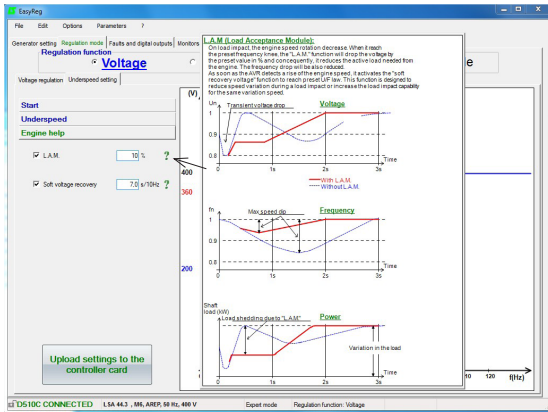 EasyReg
File Edit Options Parameters ?
Generator setting Regulation mode Faults and digital outputs Monitors
Regulation function
Voltage
Voltage regulation Underspeed setting
Start
Underspeed
Engine help
L.A.M. 10 % ?
Soft voltage recovery 7,0 s/10Hz ?
Upload settings to the
controller card
(V)
400
360
200
L.A.M (Load Acceptance Module):
On load impact, the engine speed rotation decrease. When it reach
the preset frequency knee, the "L.A.M." function will drop the voltage by
the preset value in % and concequently, it reduces the active load needed from
the engine. The frequency drop will be also reduced.
As soon as the AVR detects a rise of the engine speed, it activates the "soft
recovery voltage" function to reach preset U/F law. This function is designed to
reduce speed variation during a load impact or increase the load impact capability
for the same variation speed.
Un Transient voltage drop Voltage
1
0.9
0.8
Time
0 1s 2s 3s
With L.A.M.
Without L.A.M.
fn Max speed dip Frequency
1
0.9
0.8
Time
0 1s 2s 3s
Shaft
load (kW)
Load shedding due to "L.A.M" Power
Variation in the load
Time
0 1s 2s 3s
110 120 f(Hz)
D510C CONNECTED LSA 44.3 , M6, AREP, 50 Hz, 400 V Expert mode Regulation function: Voltage